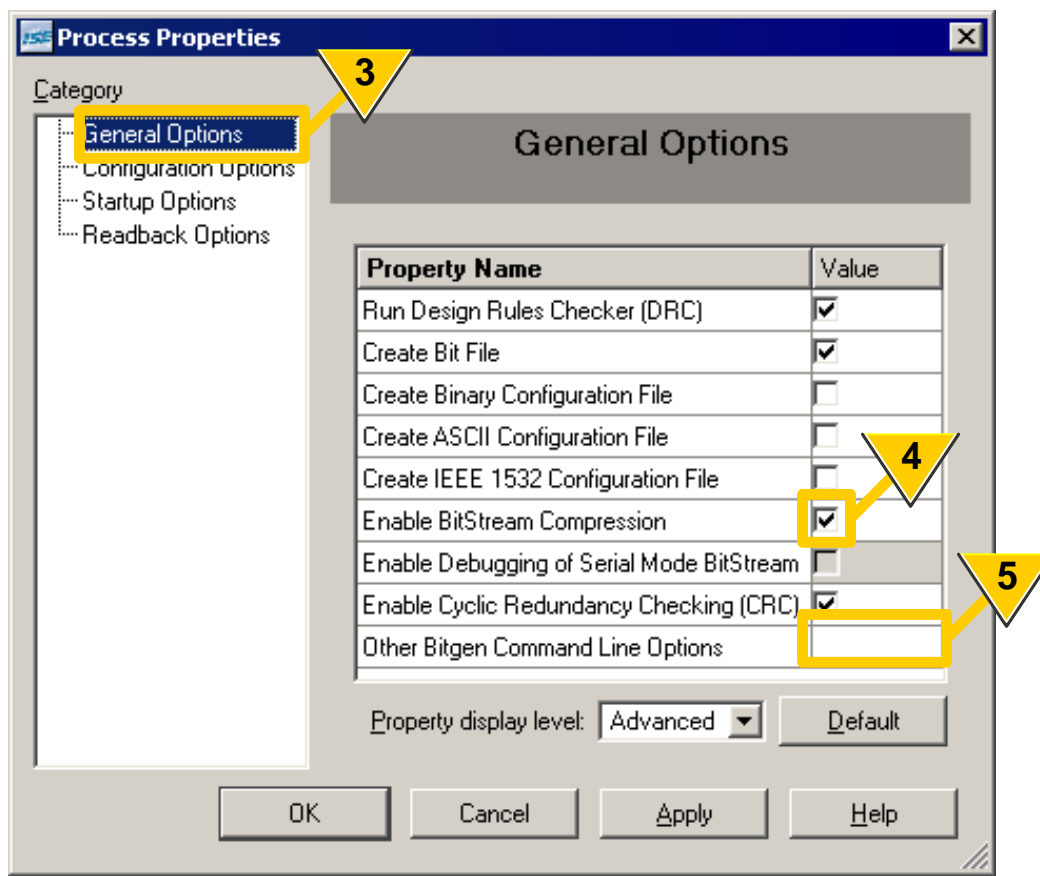 ISE Process Properties
3
Category
General Options
Configuration Options
Startup Options
Readback Options
General Options
Property Name Value
Run Design Rules Checker (DRC)
Create Bit File
Create Binary Configuration File
Create ASCII Configuration File
Create IEEE 1532 Configuration File
4
Enable BitStream Compression
Enable Debugging of Serial Mode BitStream
5
Enable Cyclic Redundancy Checking (CRC)
Other Bitgen Command Line Options
Property display level: Advanced Default
OK Cancel Apply Help